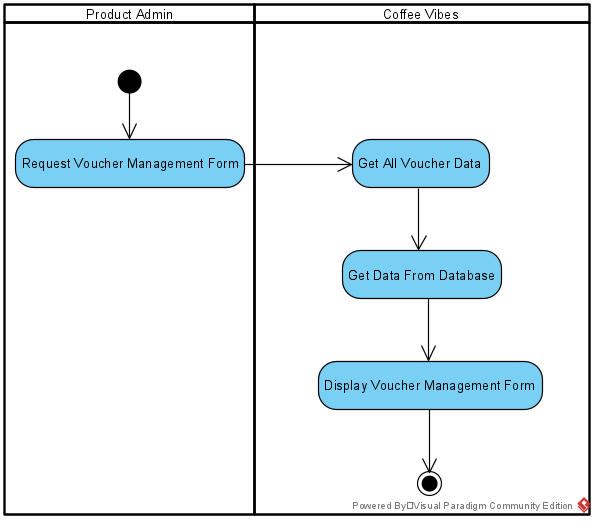 Product Admin
Coffee Vibes
Request Voucher Management Form
Get All Voucher Data
Get Data From Database
Display Voucher Management Form
Powered By□Visual Paradigm Community Edition